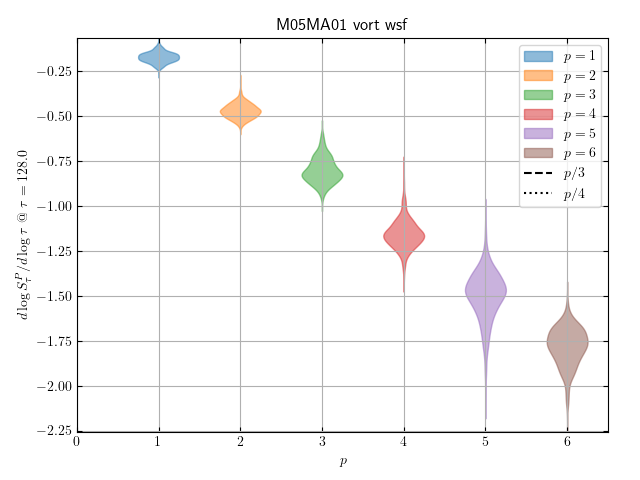 M05MA01 vort wsf
d log S_τ^P / d log τ @ τ = 128.0
−0.25
−0.50
−0.75
−1.00
−1.25
−1.50
−1.75
−2.00
−2.25
p = 1
p = 2
p = 3
p = 4
p = 5
p = 6
p/3
p/4
0 1 2 3 4 5 6
p